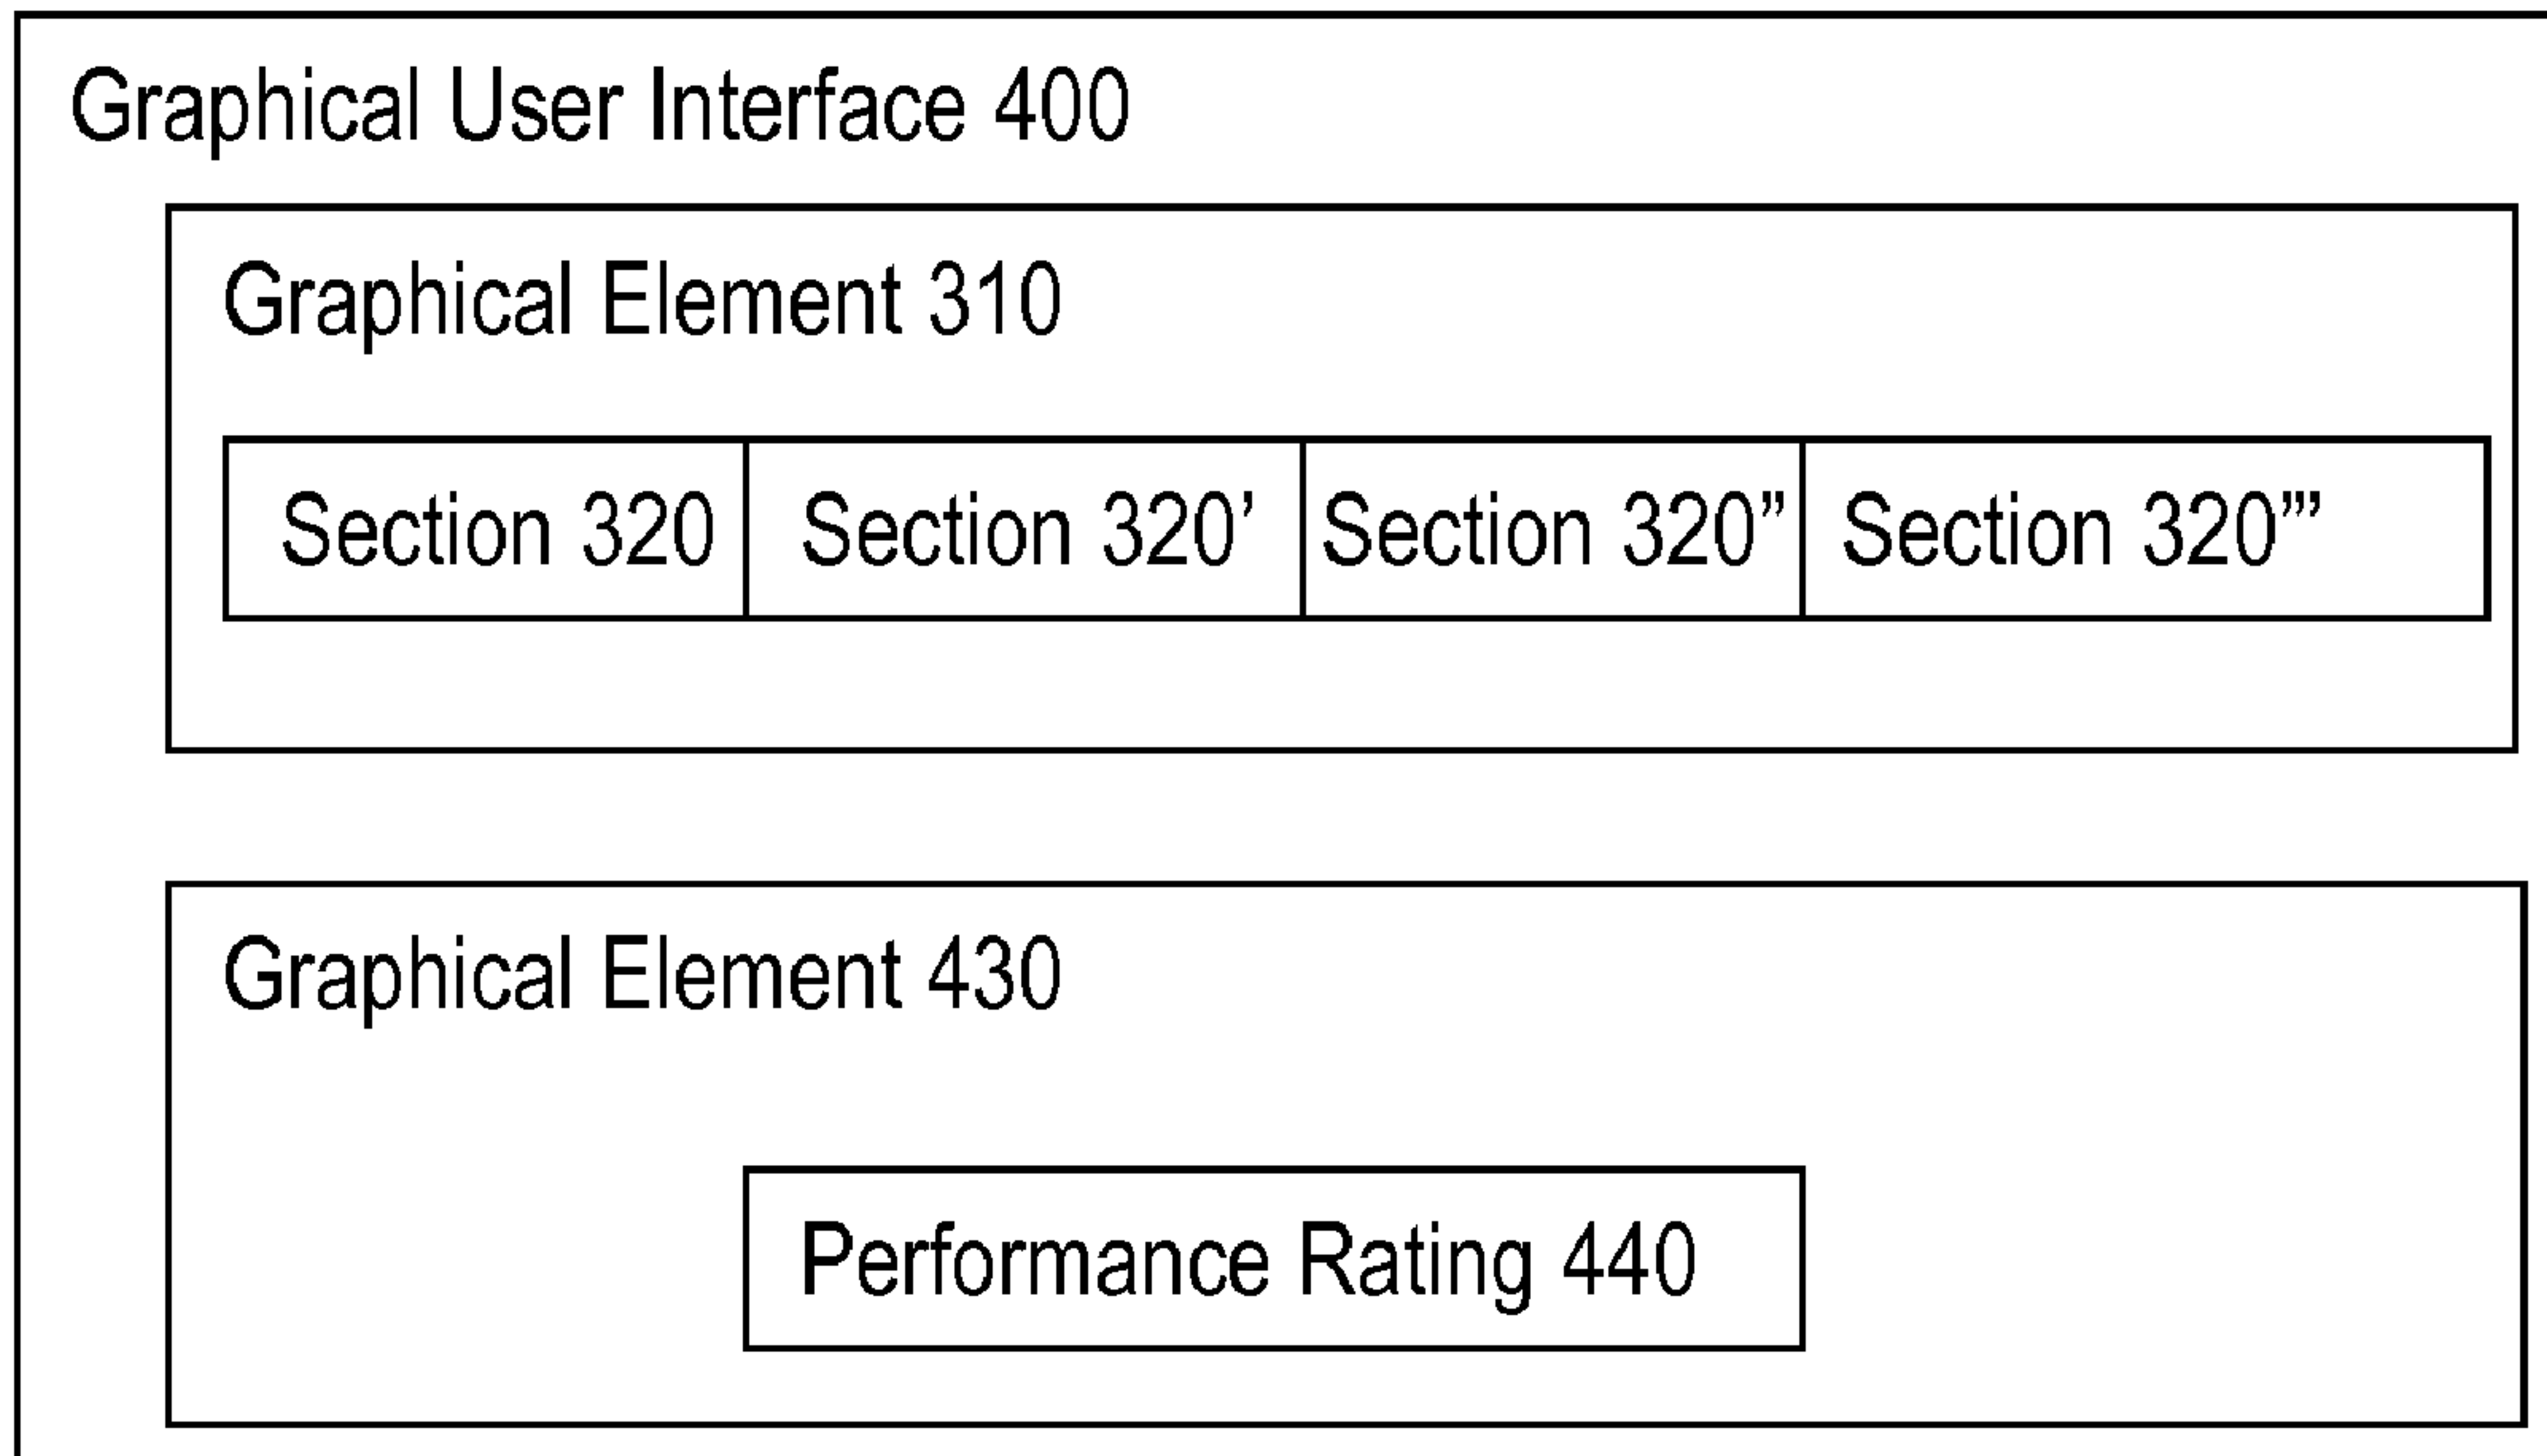 Graphical User Interface 400
Graphical Element 310
Section 320 Section 320’ Section 320” Section 320”’
Graphical Element 430
Performance Rating 440